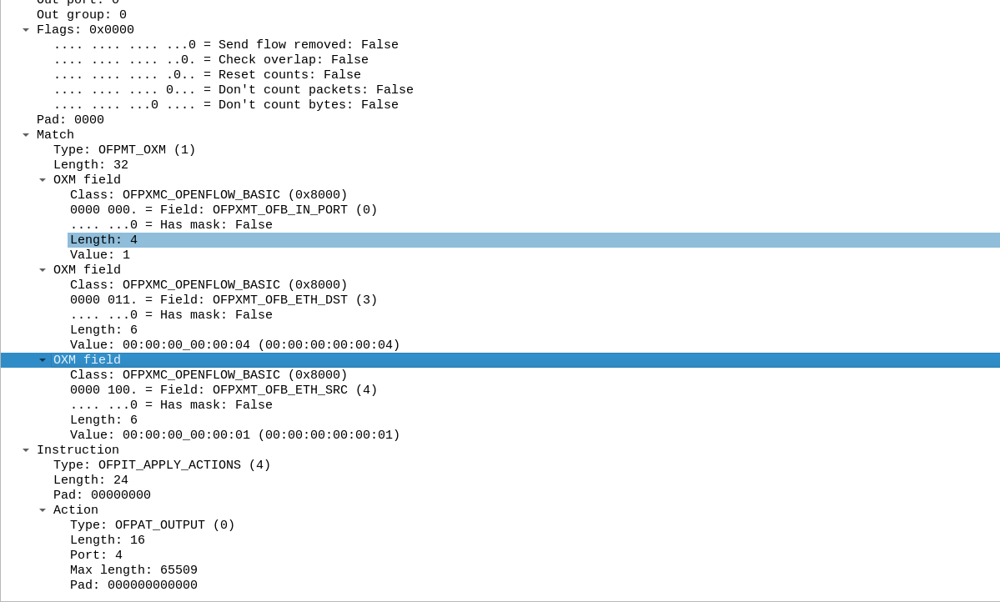 Out port: 0
Out group: 0
Flags: 0x0000
.... .... .... ...0 = Send flow removed: False
.... .... .... ..0. = Check overlap: False
.... .... .... .0.. = Reset counts: False
.... .... .... 0... = Don't count packets: False
.... .... ...0 .... = Don't count bytes: False
Pad: 0000
Match
Type: OFPMT_OXM (1)
Length: 32
OXM field
Class: OFPXMC_OPENFLOW_BASIC (0x8000)
0000 000. = Field: OFPXMT_OFB_IN_PORT (0)
.... ...0 = Has mask: False
Length: 4
Value: 1
OXM field
Class: OFPXMC_OPENFLOW_BASIC (0x8000)
0000 011. = Field: OFPXMT_OFB_ETH_DST (3)
.... ...0 = Has mask: False
Length: 6
Value: 00:00:00_00:00:04 (00:00:00:00:00:04)
OXM field
Class: OFPXMC_OPENFLOW_BASIC (0x8000)
0000 100. = Field: OFPXMT_OFB_ETH_SRC (4)
.... ...0 = Has mask: False
Length: 6
Value: 00:00:00_00:00:01 (00:00:00:00:00:01)
Instruction
Type: OFPIT_APPLY_ACTIONS (4)
Length: 24
Pad: 00000000
Action
Type: OFPAT_OUTPUT (0)
Length: 16
Port: 4
Max length: 65509
Pad: 000000000000